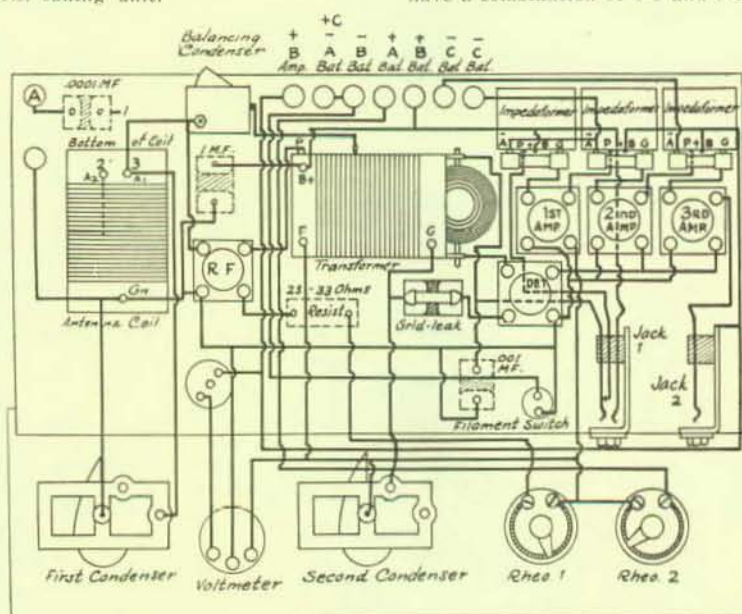 Balancing Condenser
+C
+ - - + + - -
B A B A B C C
Amp. Bat. Bat. Bat. Bat. Bat. Bat.
A
.0001 MF
Impedaformer Impedaformer Impedaformer
A P + B G A P + B G A P + B G
Bottom of Coil
2 3
A2 A1
.1 M.F.
P
B+
F
G
Transformer
1ST AMP
2ND AMP
3RD AMP
R F
25 - 33 Ohms
Resist.
Grid-leak
DET
Gn
Antenna Coil
.001 MF.
Filament Switch
Jack 1
Jack 2
First Condenser
Voltmeter
Second Condenser
Rheo. 1
Rheo. 2